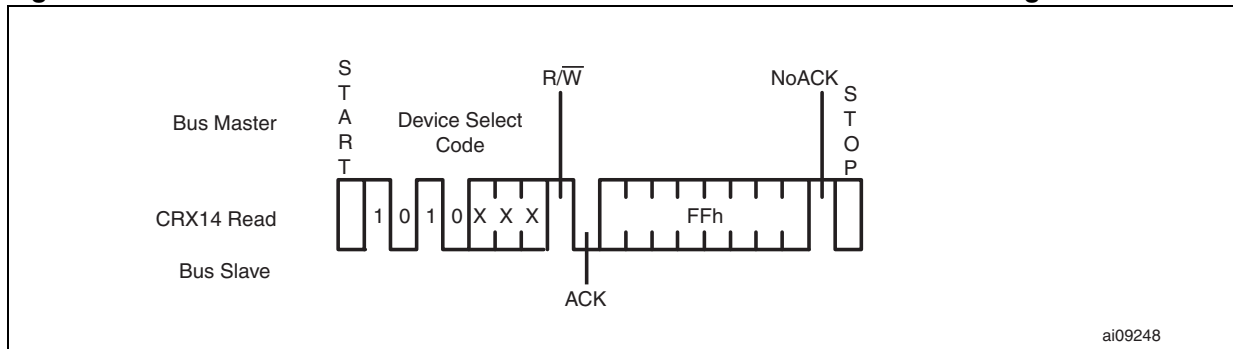 S
T
A
R
T
R/W̅
NoACK
S
T
O
P
Bus Master
Device Select
Code
CRX14 Read
1 0 1 0 X X X
FFh
Bus Slave
ACK
ai09248